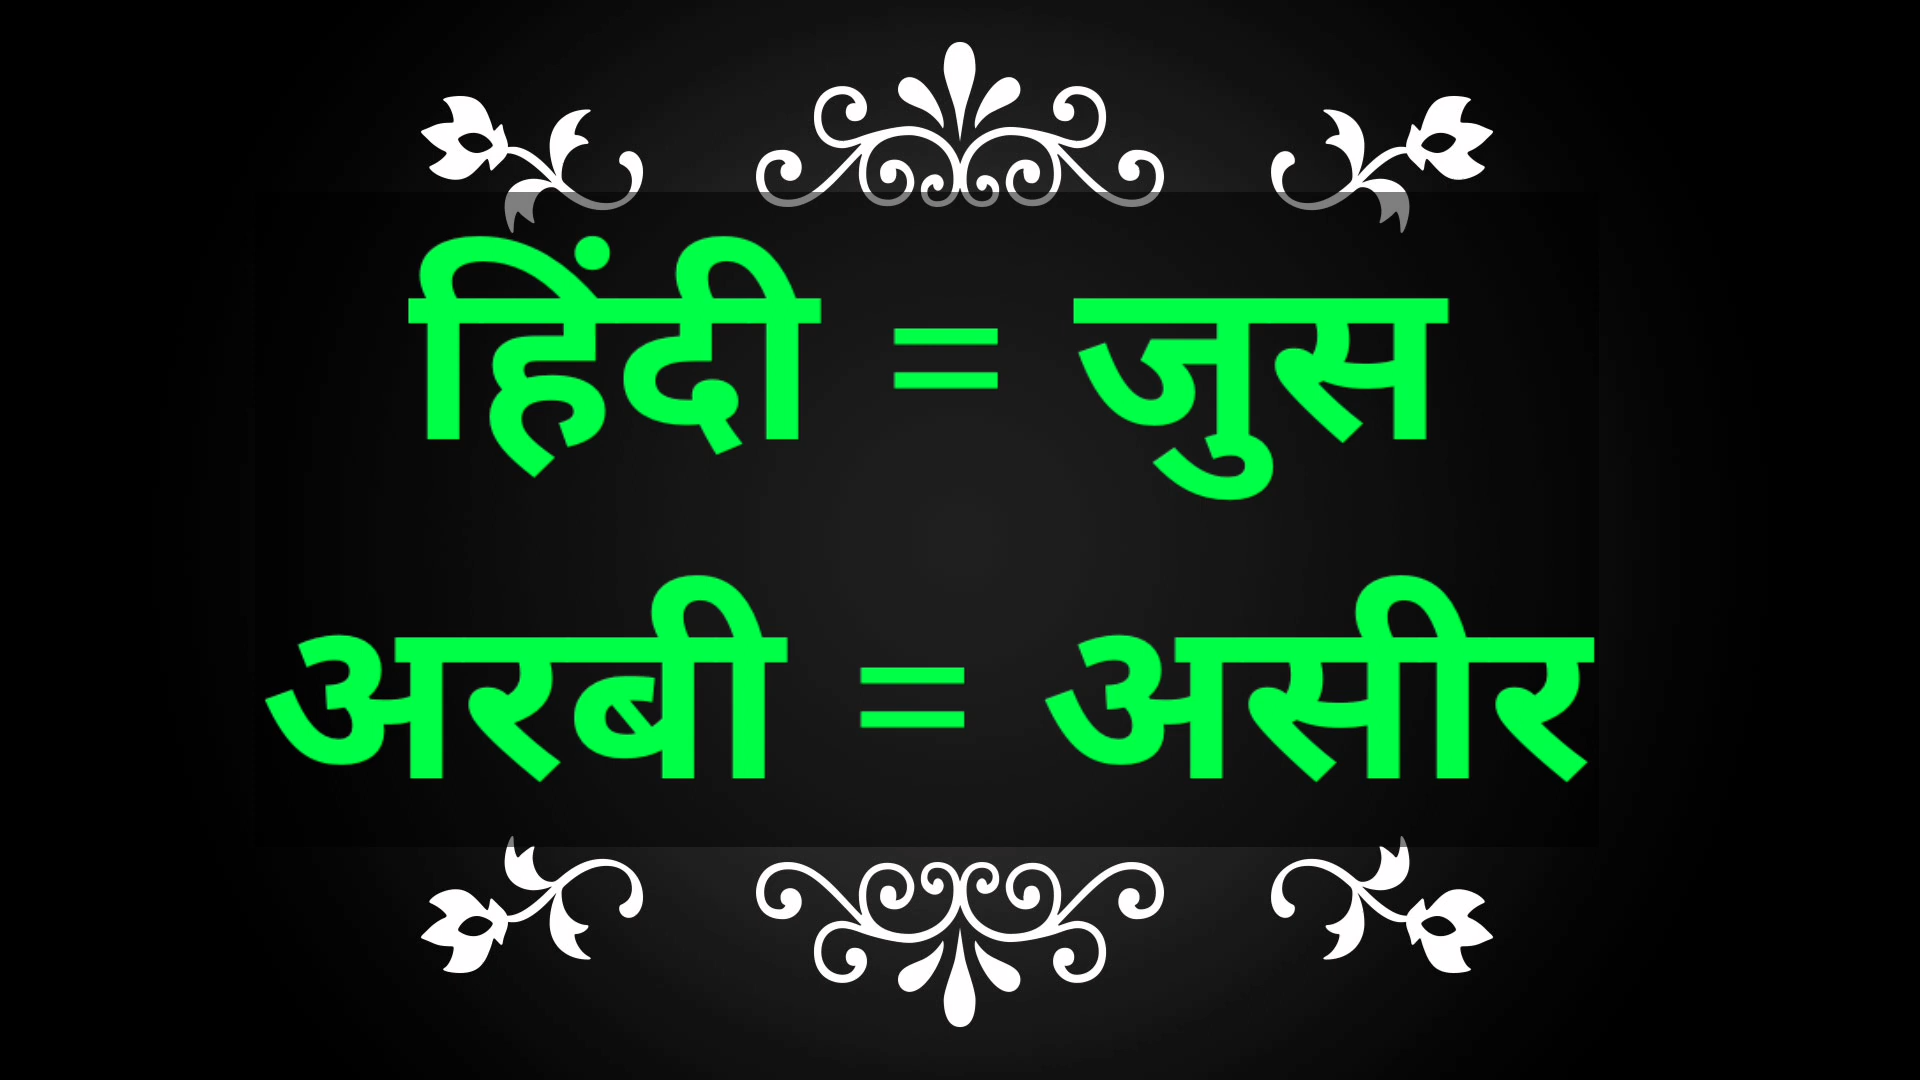 हिंदी = जुस
अरबी = असीर